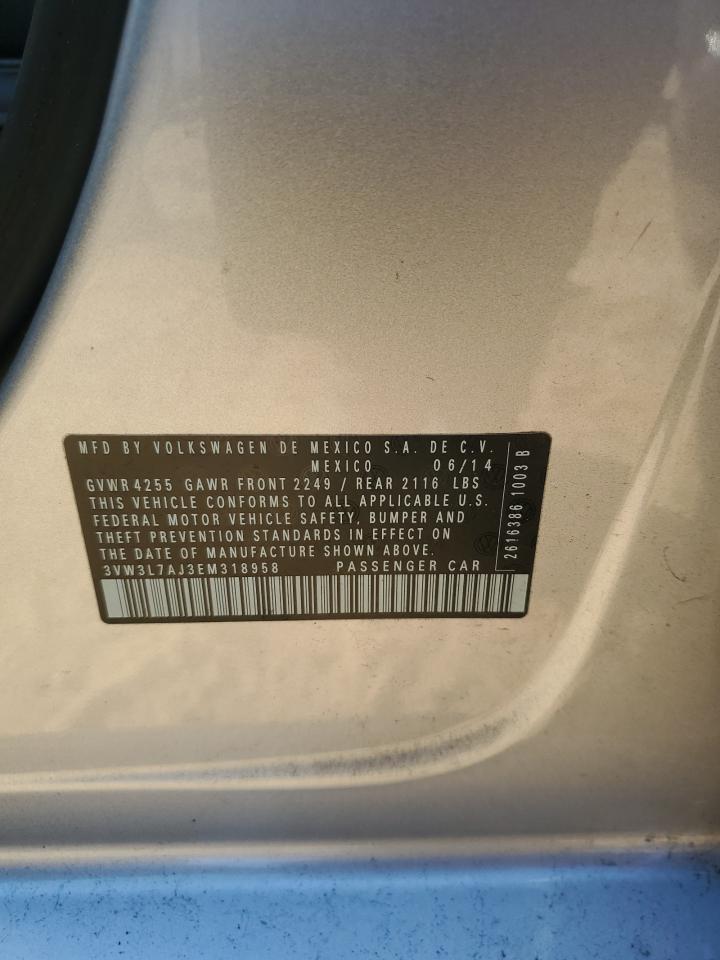 MFD BY VOLKSWAGEN DE MEXICO S.A. DE C.V.
MEXICO 06/14
GVWR 4255 GAWR FRONT 2249 / REAR 2116 LBS
THIS VEHICLE CONFORMS TO ALL APPLICABLE U.S.
FEDERAL MOTOR VEHICLE SAFETY, BUMPER AND
THEFT PREVENTION STANDARDS IN EFFECT ON
THE DATE OF MANUFACTURE SHOWN ABOVE.
3VW3L7AJ3EM318958 PASSENGER CAR
2616386 1003 B